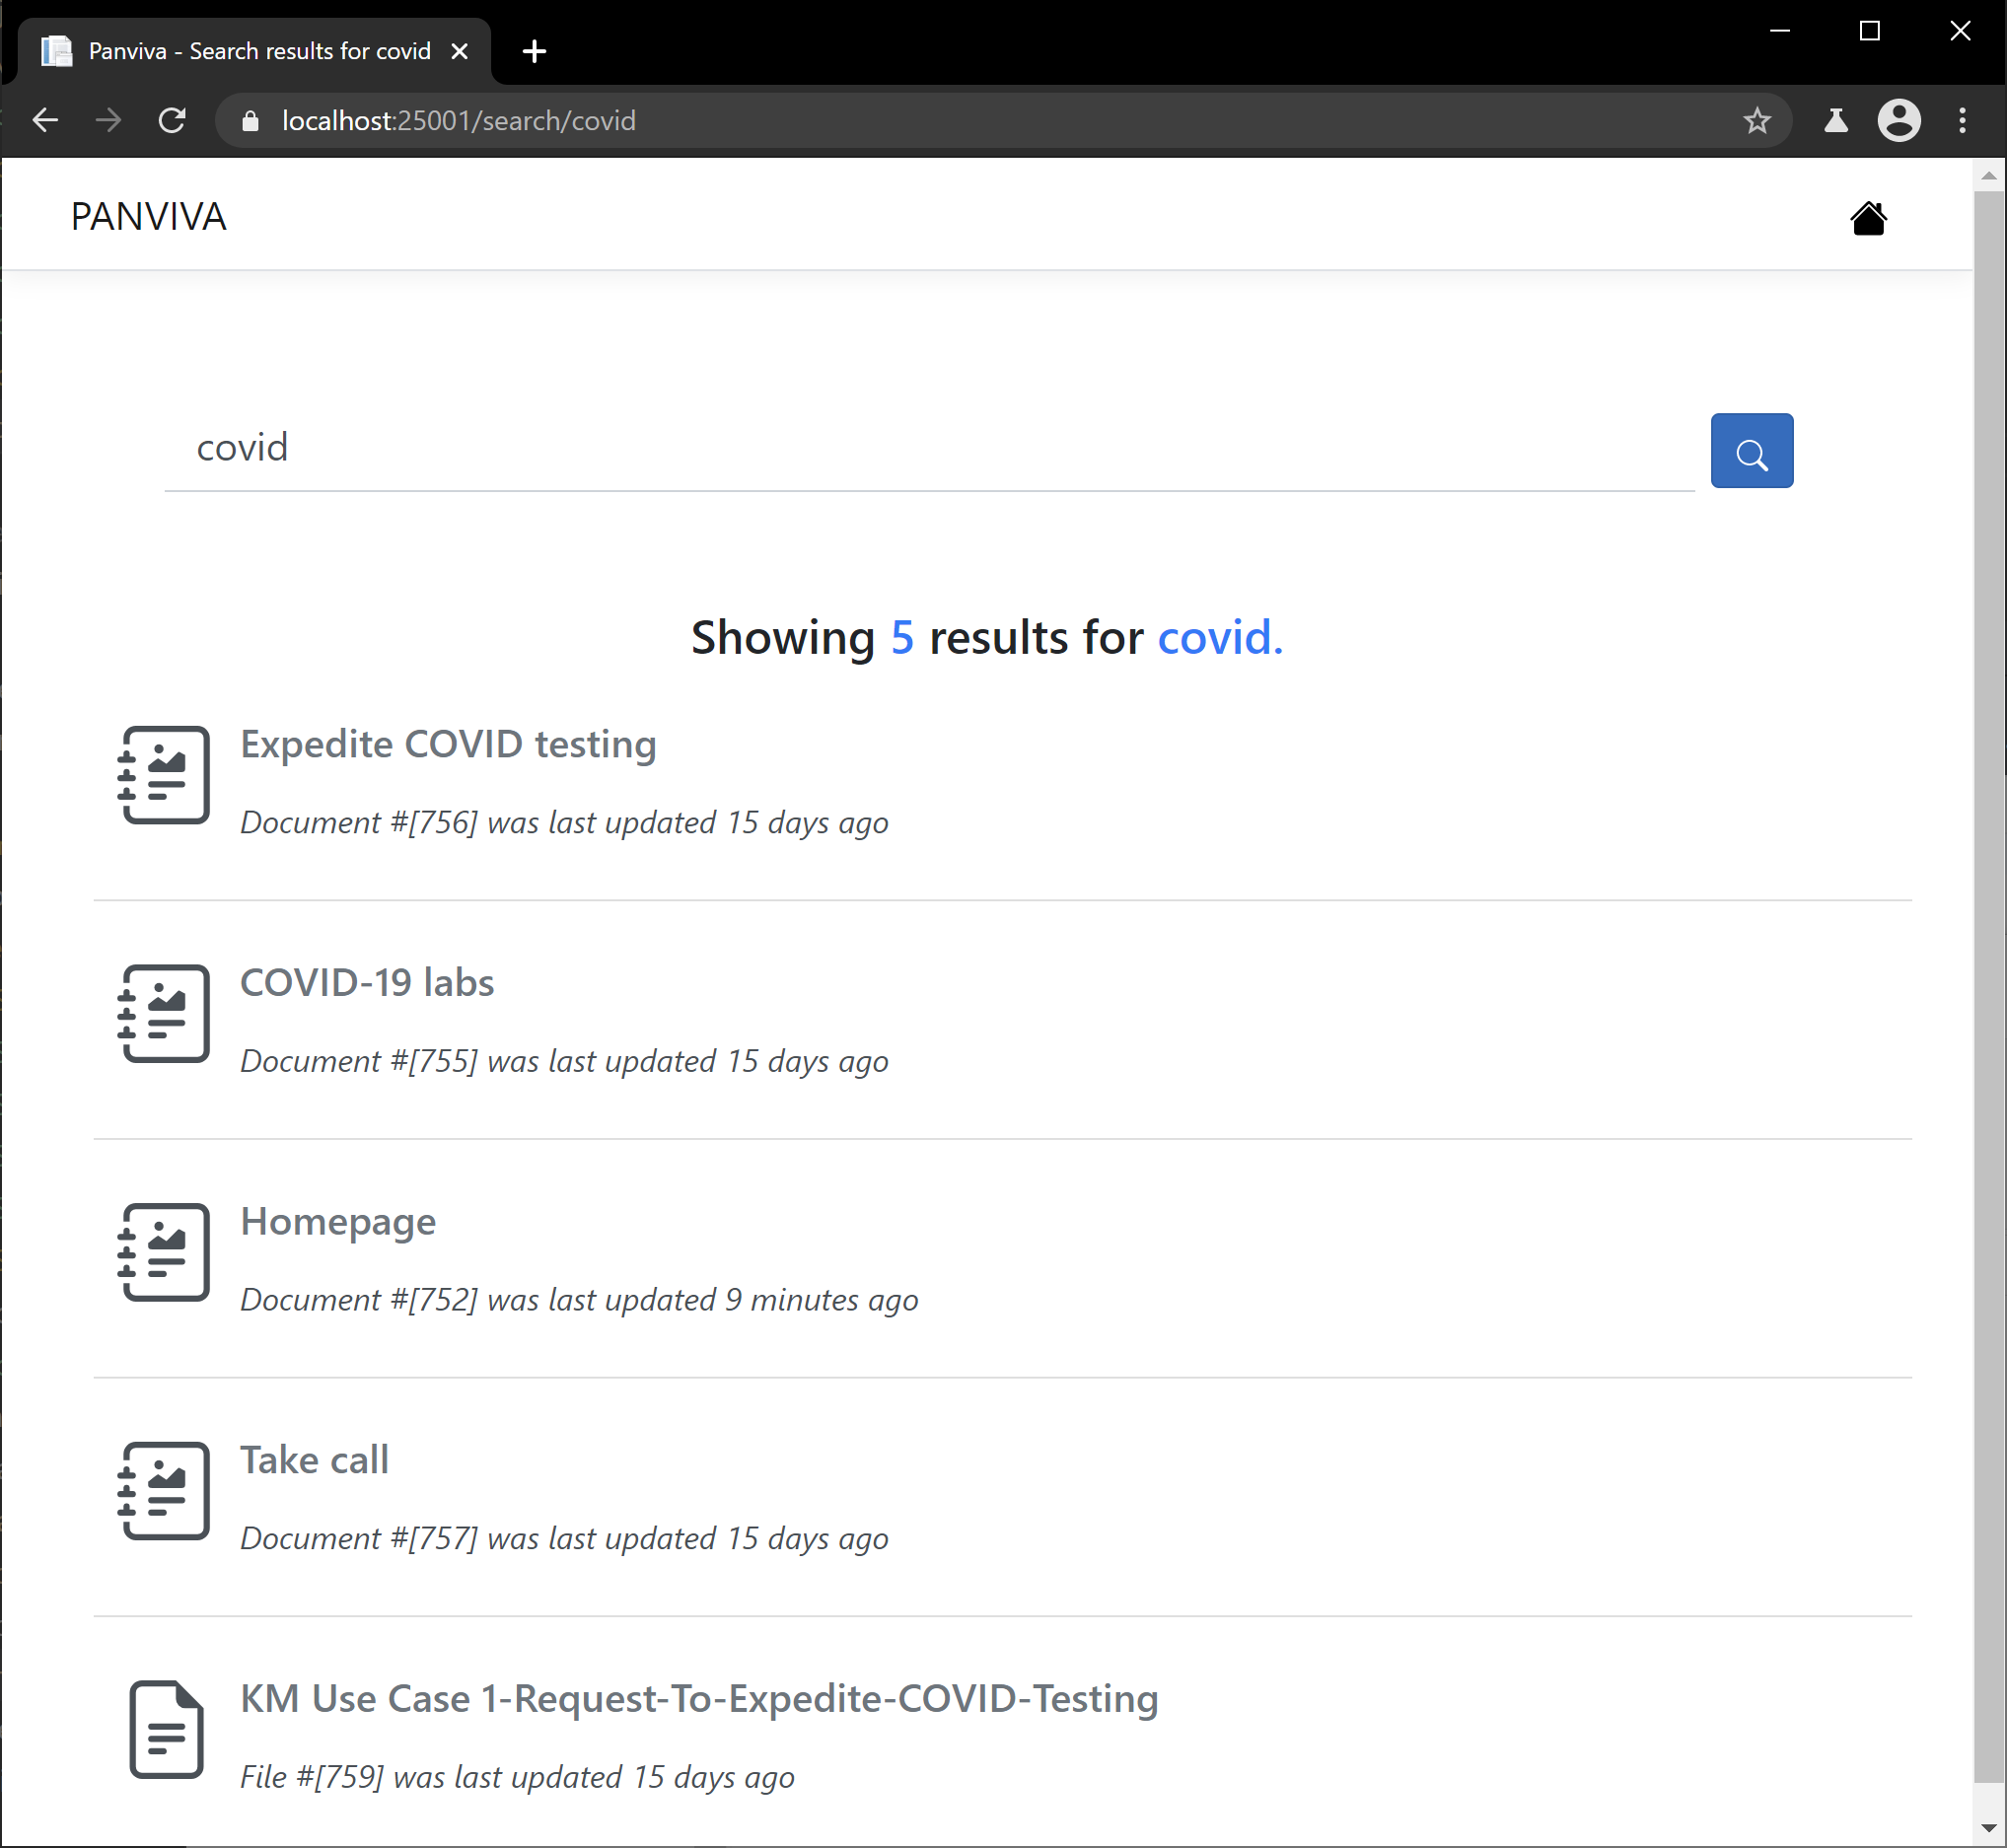 Panviva - Search results for covid
localhost:25001/search/covid
PANVIVA
covid
Showing 5 results for covid.
Expedite COVID testing
Document #[756] was last updated 15 days ago
COVID-19 labs
Document #[755] was last updated 15 days ago
Homepage
Document #[752] was last updated 9 minutes ago
Take call
Document #[757] was last updated 15 days ago
KM Use Case 1-Request-To-Expedite-COVID-Testing
File #[759] was last updated 15 days ago